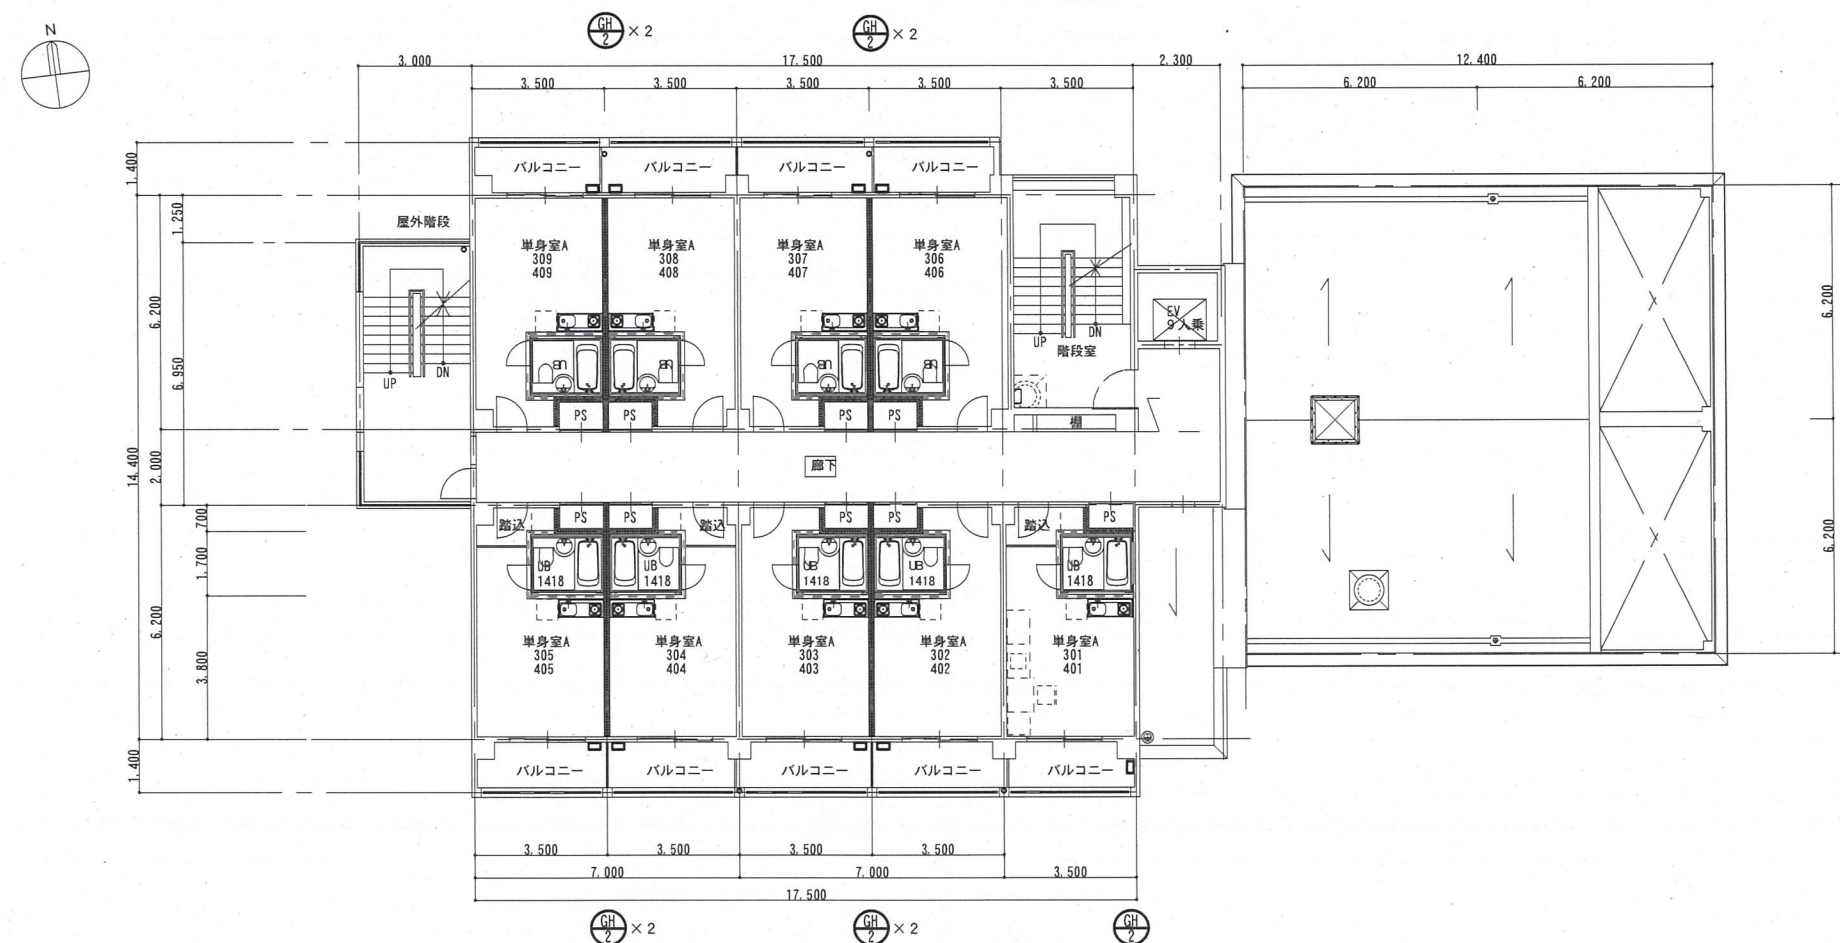 N
GH
2
×2
GH
2
×2
3,000
17,500
2,300
12,400
3,500
3,500
3,500
3,500
3,500
6,200
6,200
1,400
1,250
6,200
6,950
14,400
2,000
700
1,700
6,200
3,800
1,400
バルコニー
バルコニー
バルコニー
バルコニー
屋外階段
UP
DN
単身室A
309
409
単身室A
308
408
単身室A
307
407
単身室A
306
406
UB
UB
UB
UB
PS
PS
PS
PS
UP
DN
階段室
EV
9人乗
棚
廊下
6,200
6,200
PS
PS
PS
PS
PS
踏込
踏込
踏込
UB
1418
UB
1418
UB
1418
UB
1418
UB
1418
単身室A
305
405
単身室A
304
404
単身室A
303
403
単身室A
302
402
単身室A
301
401
バルコニー
バルコニー
バルコニー
バルコニー
バルコニー
3,500
3,500
3,500
3,500
7,000
7,000
3,500
17,500
GH
2
×2
GH
2
×2
GH
2